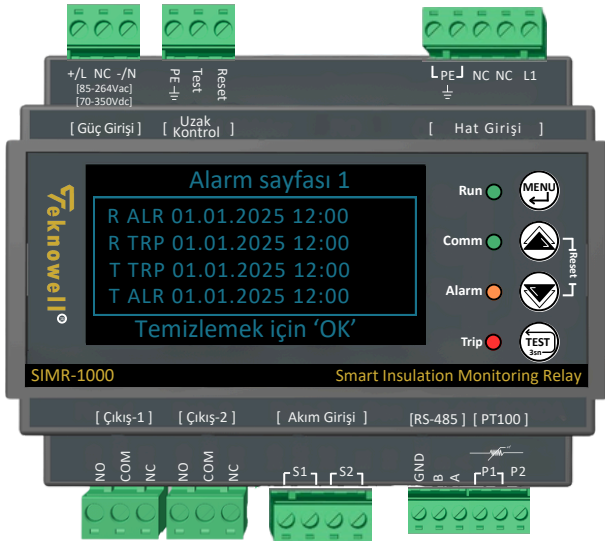 +/L NC -/N
[85-264Vac]
[70-350Vdc]
PE Test Reset
PE NC NC L1
[ Güç Girişi ] [ Uzak Kontrol ] [ Hat Girişi ]
Teknowell
Alarm sayfası 1
R ALR 01.01.2025 12:00
R TRP 01.01.2025 12:00
T TRP 01.01.2025 12:00
T ALR 01.01.2025 12:00
Temizlemek için ‘OK’
Run MENU
Comm
Reset
Alarm
Trip TEST
3sn
SIMR-1000 Smart Insulation Monitoring Relay
[ Çıkış-1 ] [ Çıkış-2 ] [ Akım Girişi ] [RS-485 ] [ PT100 ]
NO COM NC NO COM NC S1 S2 GND B A P1 P2